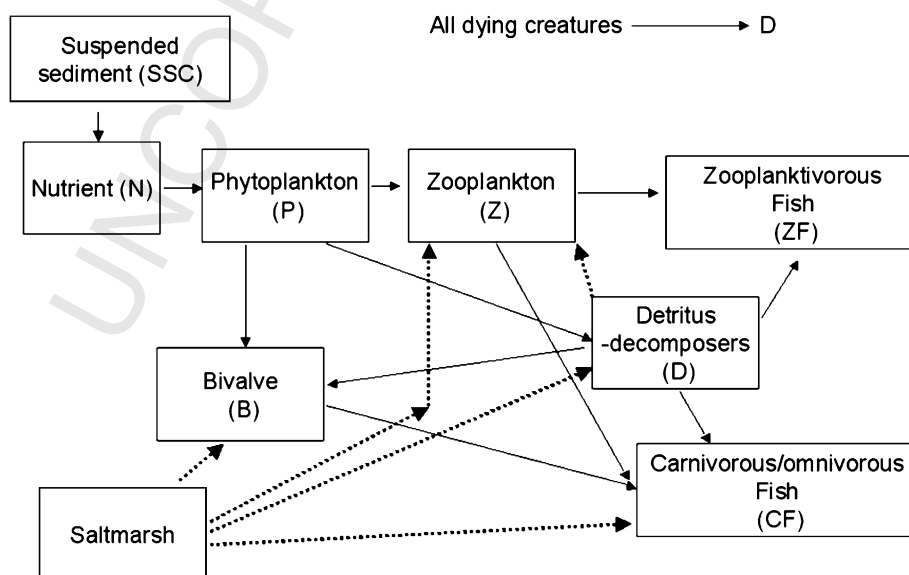 All dying creatures D
Suspended
sediment (SSC)
Nutrient (N)
Phytoplankton
(P)
Zooplankton
(Z)
Zooplanktivorous
Fish
(ZF)
Detritus
-decomposers
(D)
Bivalve
(B)
Carnivorous/omnivorous
Fish
(CF)
Saltmarsh
UNCOR